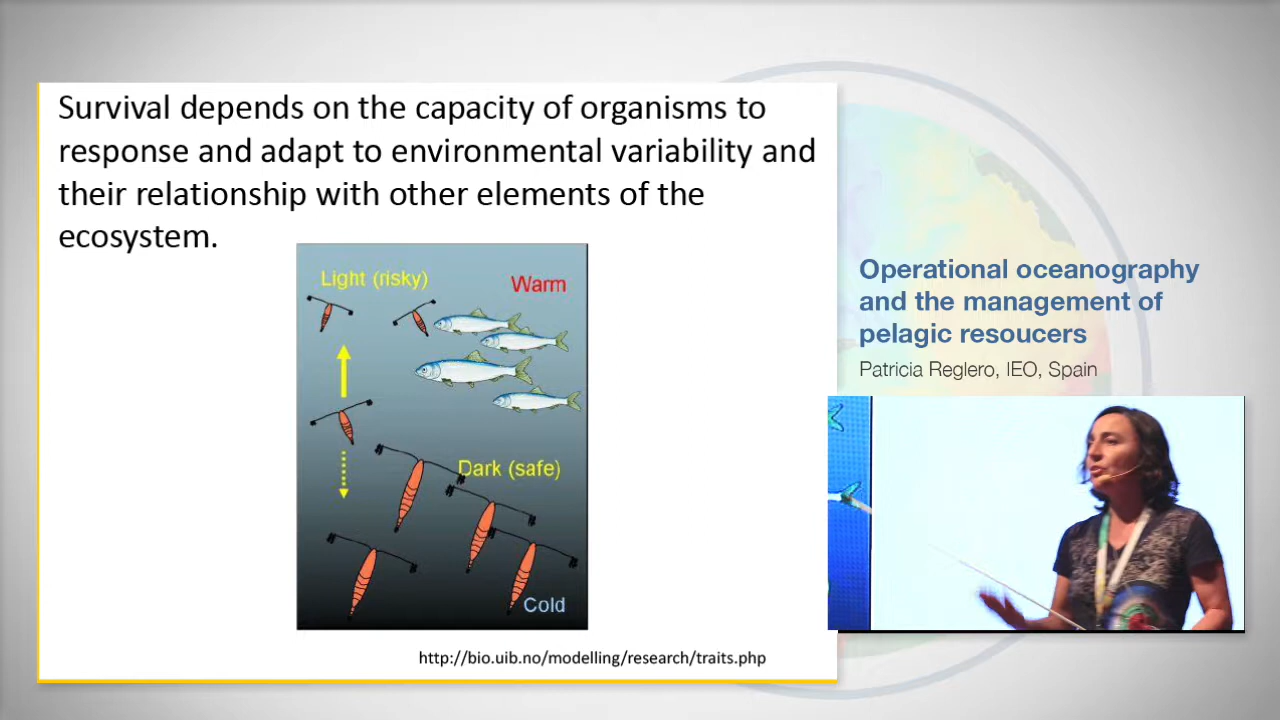 Survival depends on the capacity of organisms to
response and adapt to environmental variability and
their relationship with other elements of the
ecosystem.
Light (risky)
Warm
Dark (safe)
Cold
http://bio.uib.no/modelling/research/traits.php
Operational oceanography
and the management of
pelagic resoucers
Patricia Reglero, IEO, Spain